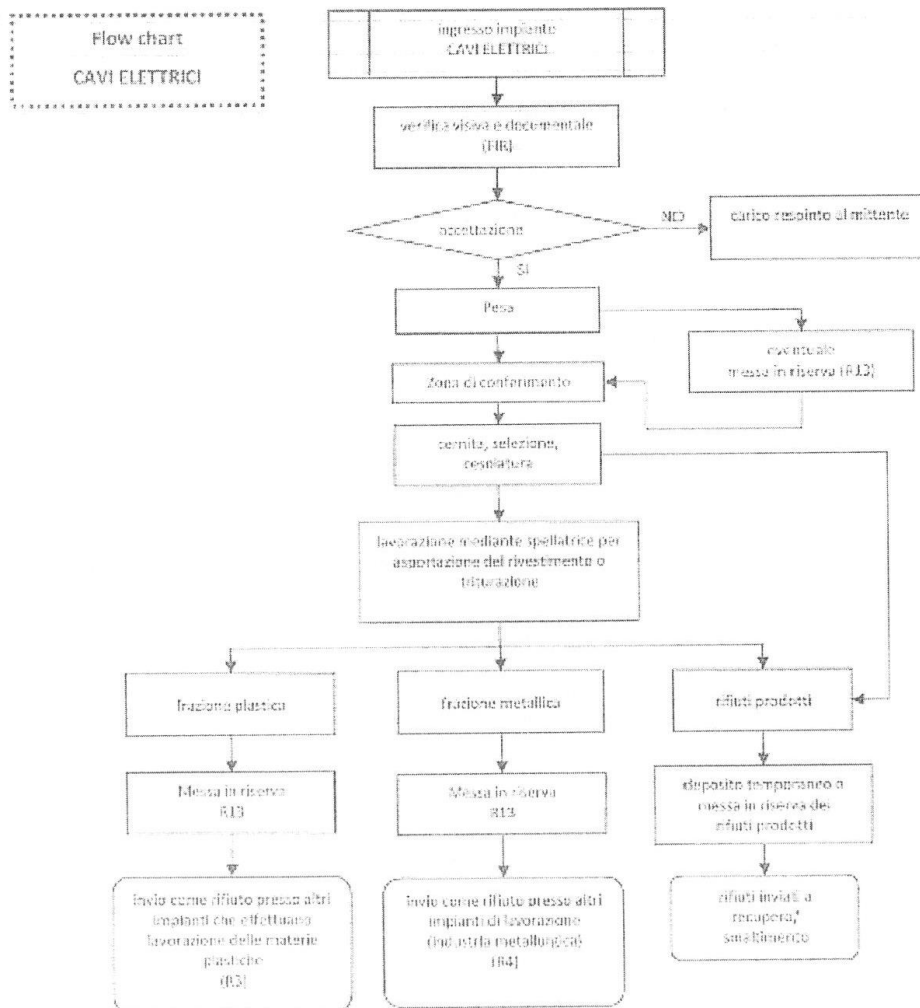 Flow chart
CAVI ELETTRICI
ingresso impianto
CAVI ELETTRICI
verifica visiva e documentale
(FIR)
accettazione
NO
carico respinto al mittente
SI
Pesa
eventuale
messa in riserva (R13)
Zona di conferimento
cernita, selezione,
cesoiatura
lavorazione mediante spellatrice per
asportazione del rivestimento o
triturazione
frazione plastica
frazione metallica
rifiuti prodotti
Messa in riserva
R13
Messa in riserva
R13
deposito temporaneo o
messa in riserva dei
rifiuti prodotti
invio come rifiuto presso altri
impianti che effettuano
lavorazione delle materie
plastiche
(R3)
invio come rifiuto presso altri
impianti di lavorazione
(industria metallurgica)
(R4)
rifiuti inviati a
recupero/
smaltimento